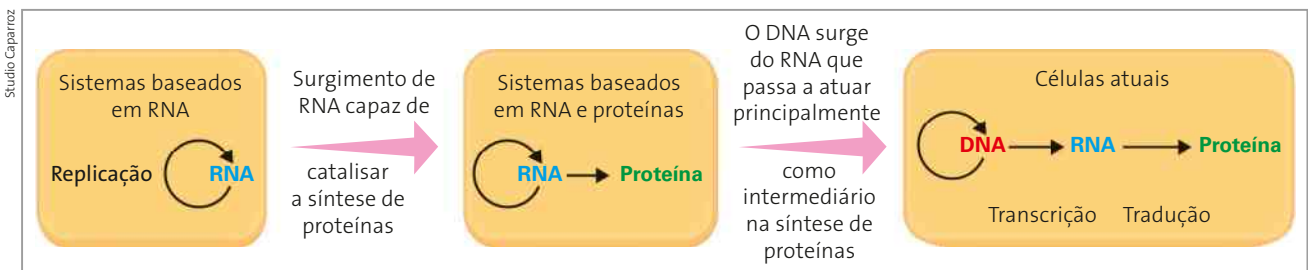 Studio Caparroz
Sistemas baseados
em RNA
Replicação
RNA
Surgimento de
RNA capaz de
catalisar
a síntese de
proteínas
Sistemas baseados
em RNA e proteínas
RNA
Proteína
O DNA surge
do RNA que
passa a atuar
principalmente
como
intermediário
na síntese de
proteínas
Células atuais
DNA
RNA
Proteína
Transcrição
Tradução